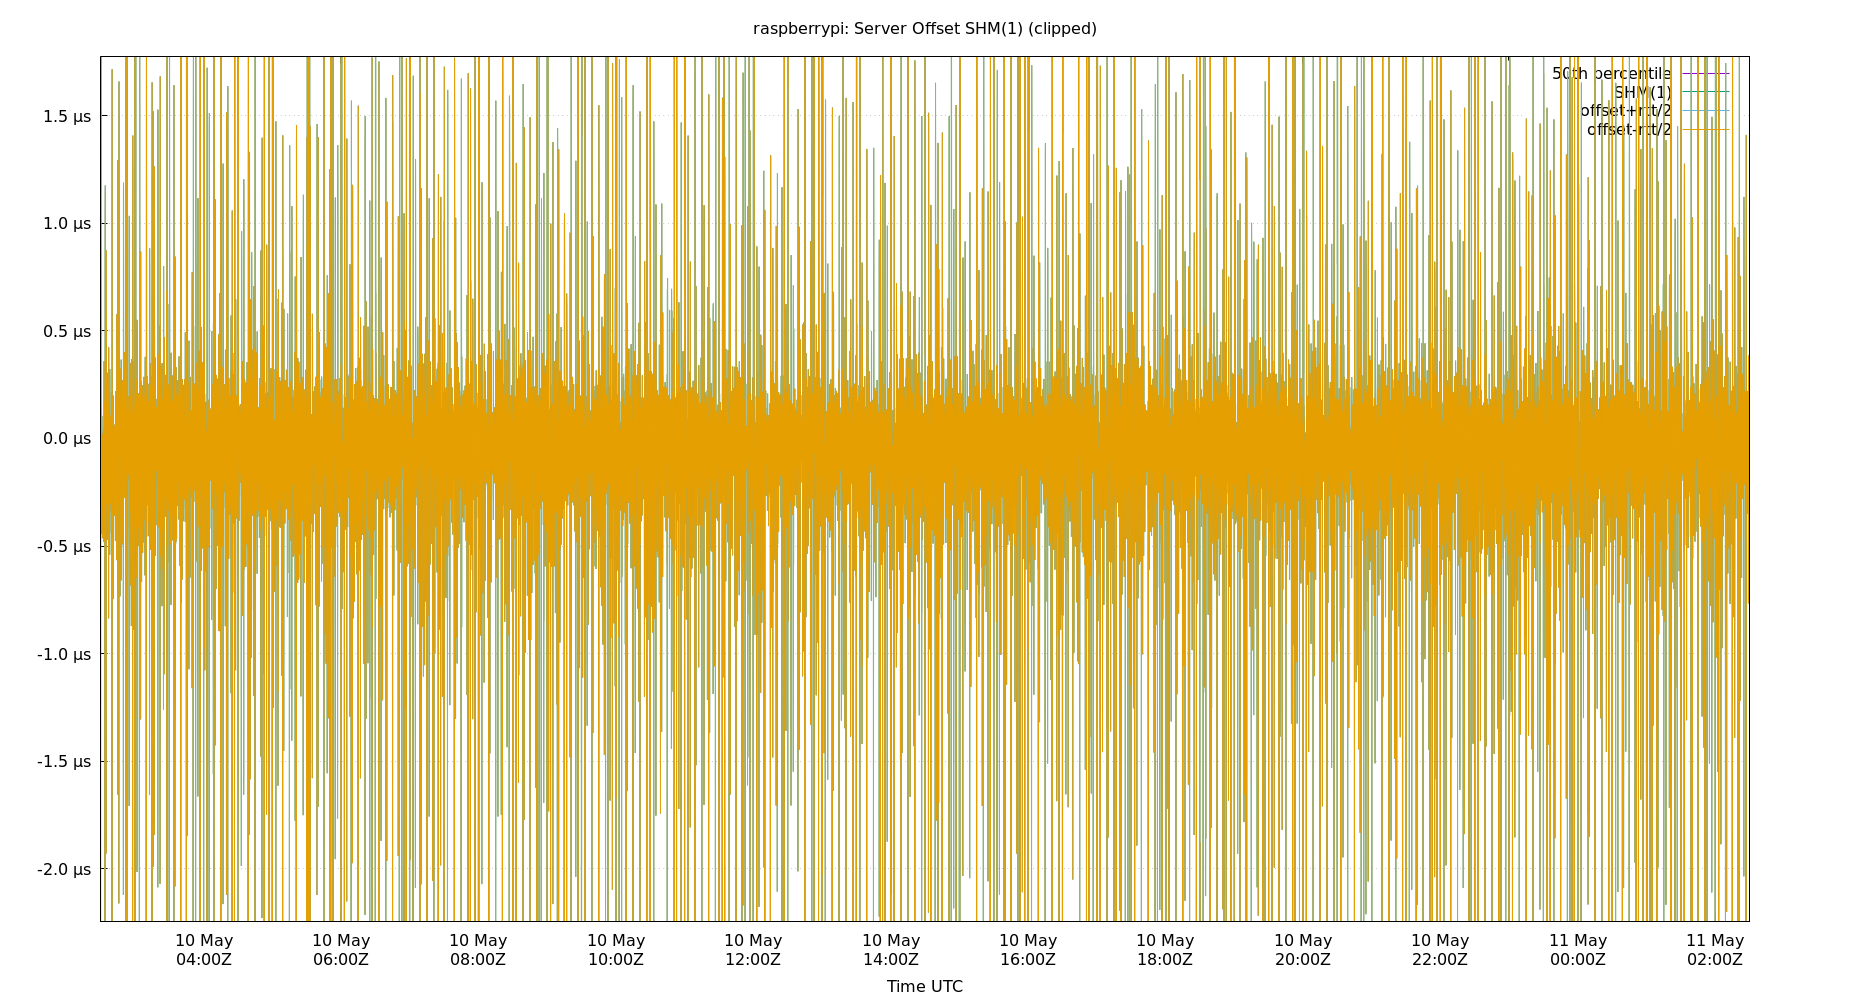 raspberrypi: Server Offset SHM(1) (clipped)
50th percentile
SHM(1)
offset+rtt/2
offset-rtt/2
1.5 µs
1.0 µs
0.5 µs
0.0 µs
-0.5 µs
-1.0 µs
-1.5 µs
-2.0 µs
10 May 10 May 10 May 10 May 10 May 10 May 10 May 10 May 10 May 10 May 11 May 11 May
04:00Z 06:00Z 08:00Z 10:00Z 12:00Z 14:00Z 16:00Z 18:00Z 20:00Z 22:00Z 00:00Z 02:00Z
Time UTC